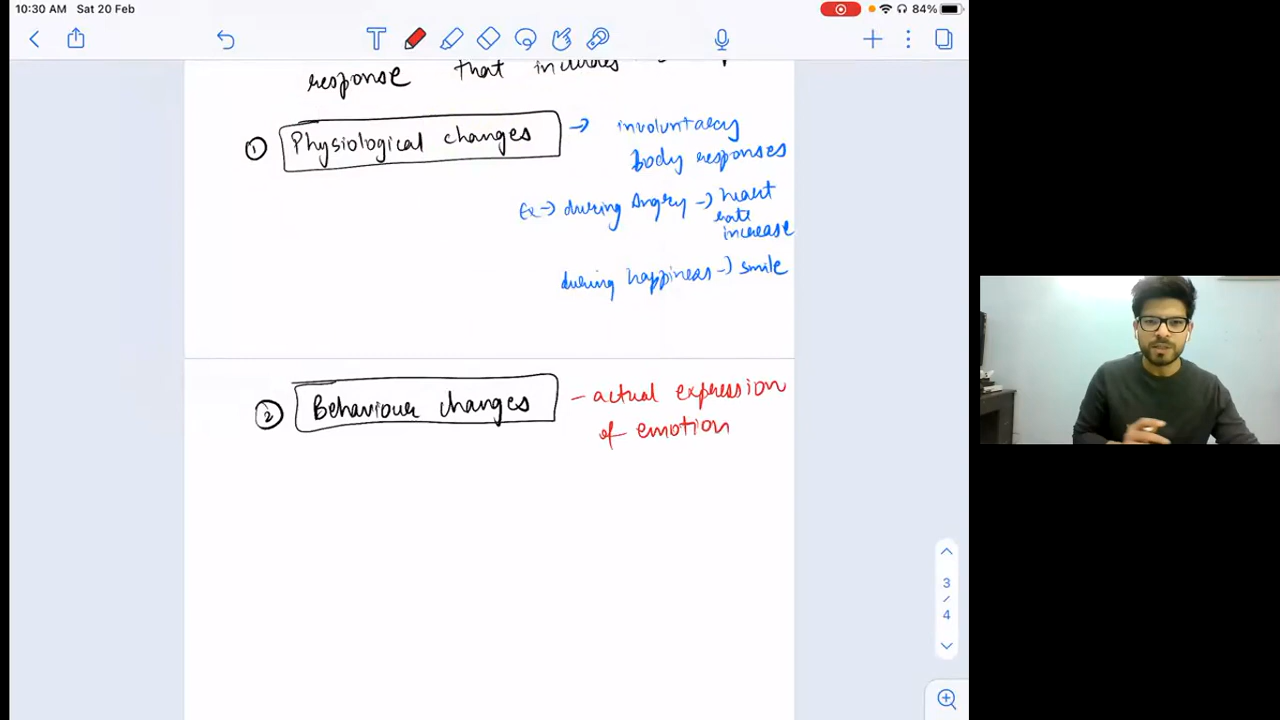 10:30 AM Sat 20 Feb
84%
response that includes
① Physiological changes → involuntary
body responses
Ex → during Angry → heart
rate
increase
during happiness → smile
② Behaviour changes - actual expression
of emotion
3
/
4